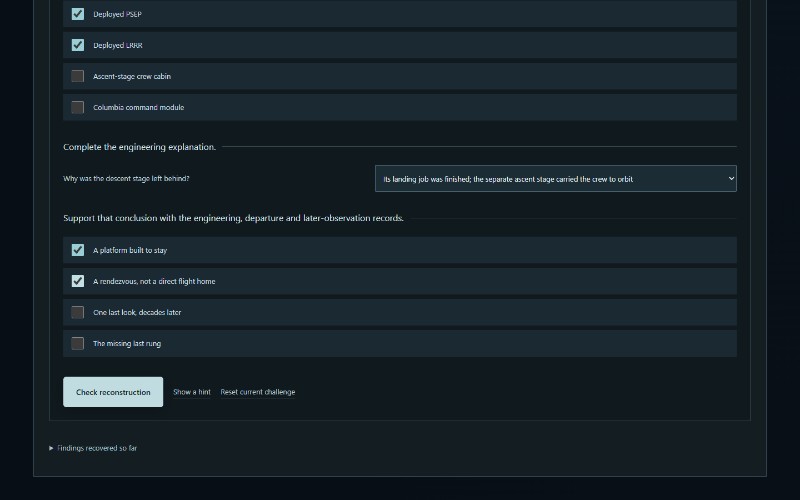 Deployed PSEP
Deployed LRRR
Ascent-stage crew cabin
Columbia command module
Complete the engineering explanation.
Why was the descent stage left behind?
Its landing job was finished; the separate ascent stage carried the crew to orbit
Support that conclusion with the engineering, departure and later-observation records.
A platform built to stay
A rendezvous, not a direct flight home
One last look, decades later
The missing last rung
Check reconstruction Show a hint Reset current challenge
Findings recovered so far